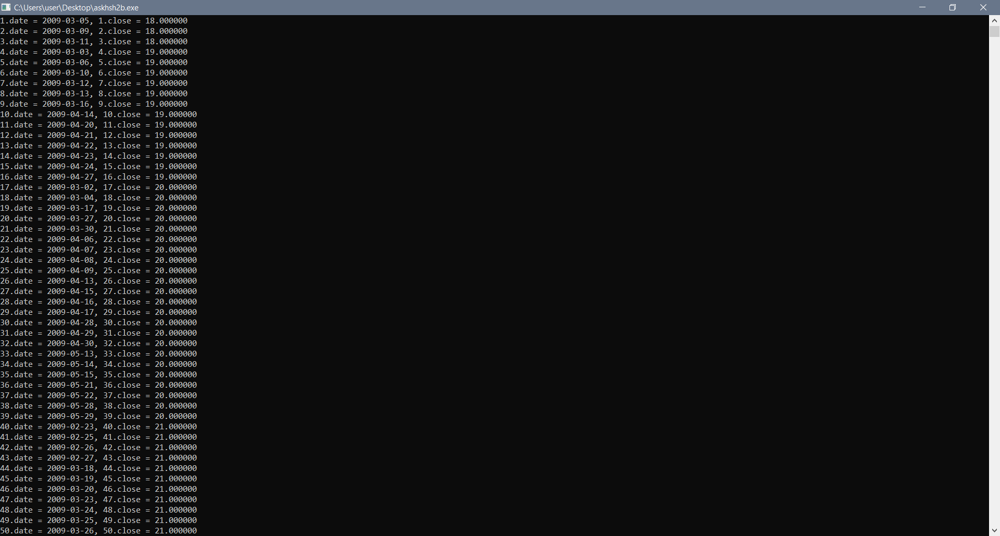 C:\Users\user\Desktop\askhsh2b.exe
1.date = 2009-03-05, 1.close = 18.000000
2.date = 2009-03-09, 2.close = 18.000000
3.date = 2009-03-11, 3.close = 18.000000
4.date = 2009-03-03, 4.close = 19.000000
5.date = 2009-03-06, 5.close = 19.000000
6.date = 2009-03-10, 6.close = 19.000000
7.date = 2009-03-12, 7.close = 19.000000
8.date = 2009-03-13, 8.close = 19.000000
9.date = 2009-03-16, 9.close = 19.000000
10.date = 2009-04-14, 10.close = 19.000000
11.date = 2009-04-20, 11.close = 19.000000
12.date = 2009-04-21, 12.close = 19.000000
13.date = 2009-04-22, 13.close = 19.000000
14.date = 2009-04-23, 14.close = 19.000000
15.date = 2009-04-24, 15.close = 19.000000
16.date = 2009-04-27, 16.close = 19.000000
17.date = 2009-03-02, 17.close = 20.000000
18.date = 2009-03-04, 18.close = 20.000000
19.date = 2009-03-17, 19.close = 20.000000
20.date = 2009-03-27, 20.close = 20.000000
21.date = 2009-03-30, 21.close = 20.000000
22.date = 2009-04-06, 22.close = 20.000000
23.date = 2009-04-07, 23.close = 20.000000
24.date = 2009-04-08, 24.close = 20.000000
25.date = 2009-04-09, 25.close = 20.000000
26.date = 2009-04-13, 26.close = 20.000000
27.date = 2009-04-15, 27.close = 20.000000
28.date = 2009-04-16, 28.close = 20.000000
29.date = 2009-04-17, 29.close = 20.000000
30.date = 2009-04-28, 30.close = 20.000000
31.date = 2009-04-29, 31.close = 20.000000
32.date = 2009-04-30, 32.close = 20.000000
33.date = 2009-05-13, 33.close = 20.000000
34.date = 2009-05-14, 34.close = 20.000000
35.date = 2009-05-15, 35.close = 20.000000
36.date = 2009-05-21, 36.close = 20.000000
37.date = 2009-05-22, 37.close = 20.000000
38.date = 2009-05-28, 38.close = 20.000000
39.date = 2009-05-29, 39.close = 20.000000
40.date = 2009-02-23, 40.close = 21.000000
41.date = 2009-02-25, 41.close = 21.000000
42.date = 2009-02-26, 42.close = 21.000000
43.date = 2009-02-27, 43.close = 21.000000
44.date = 2009-03-18, 44.close = 21.000000
45.date = 2009-03-19, 45.close = 21.000000
46.date = 2009-03-20, 46.close = 21.000000
47.date = 2009-03-23, 47.close = 21.000000
48.date = 2009-03-24, 48.close = 21.000000
49.date = 2009-03-25, 49.close = 21.000000
50.date = 2009-03-26, 50.close = 21.000000